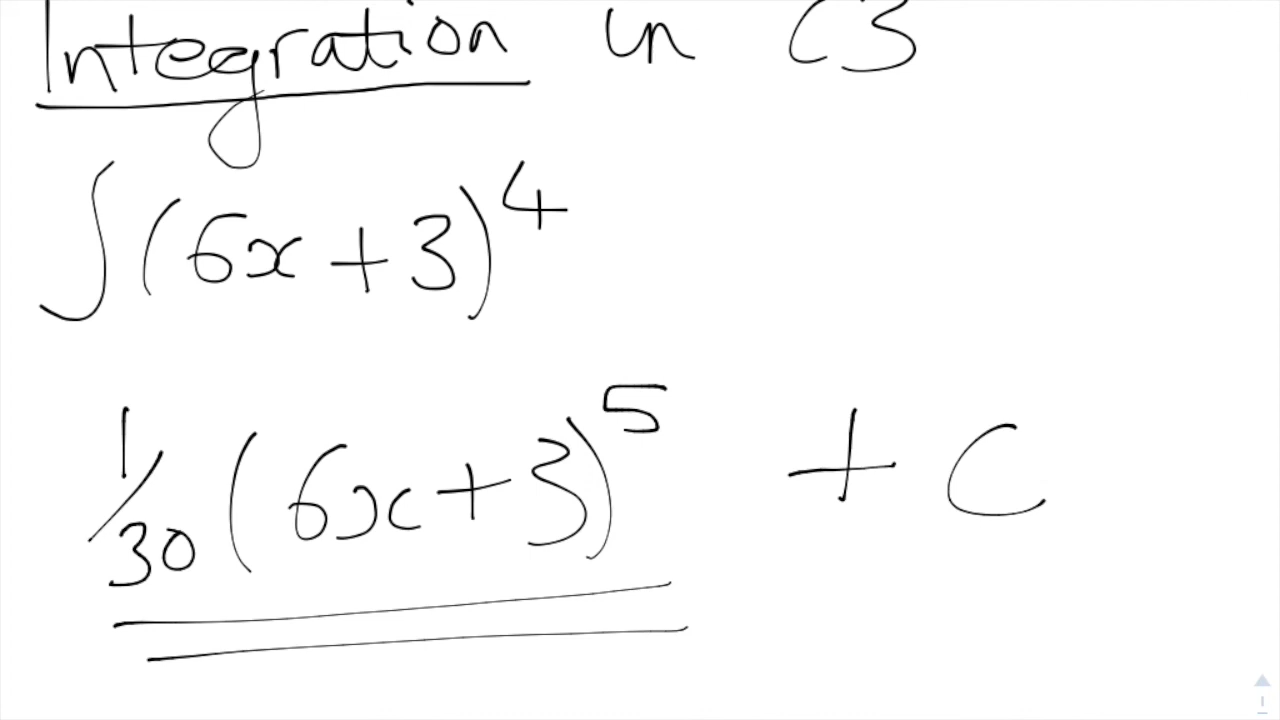 Integration in C3
∫(6x+3)⁴
1/30 (6x+3)⁵ + C